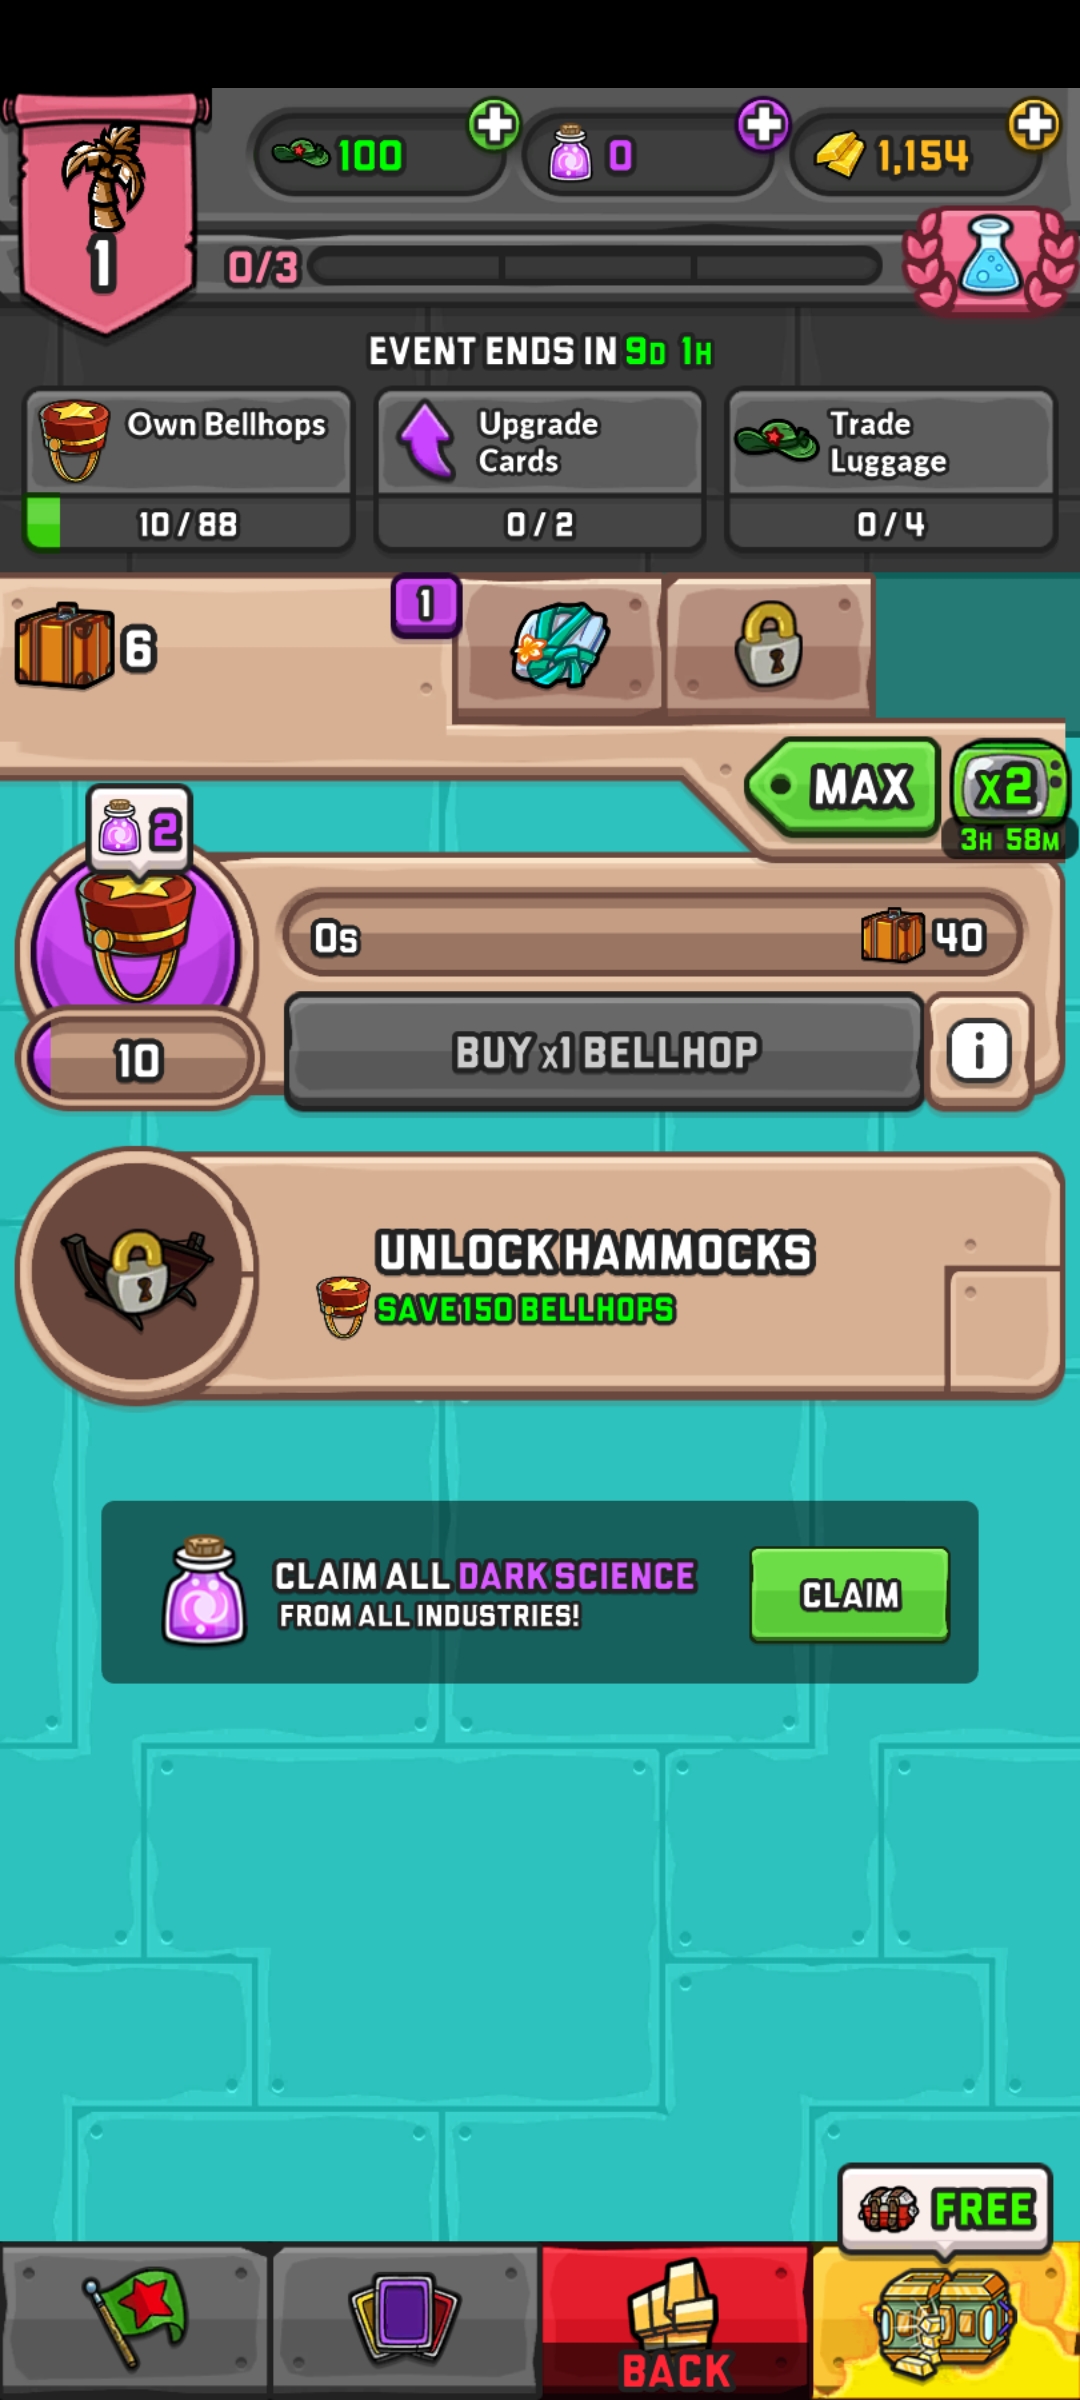 100
0
1,154
1
0/3
EVENT ENDS IN 9D 1H
Own Bellhops
10 / 88
Upgrade
Cards
0 / 2
Trade
Luggage
0 / 4
6
1
MAX
x2
3H 58M
2
0s
40
10
BUY x1 BELLHOP
i
UNLOCK HAMMOCKS
SAVE 150 BELLHOPS
CLAIM ALL DARK SCIENCE
FROM ALL INDUSTRIES!
CLAIM
FREE
BACK